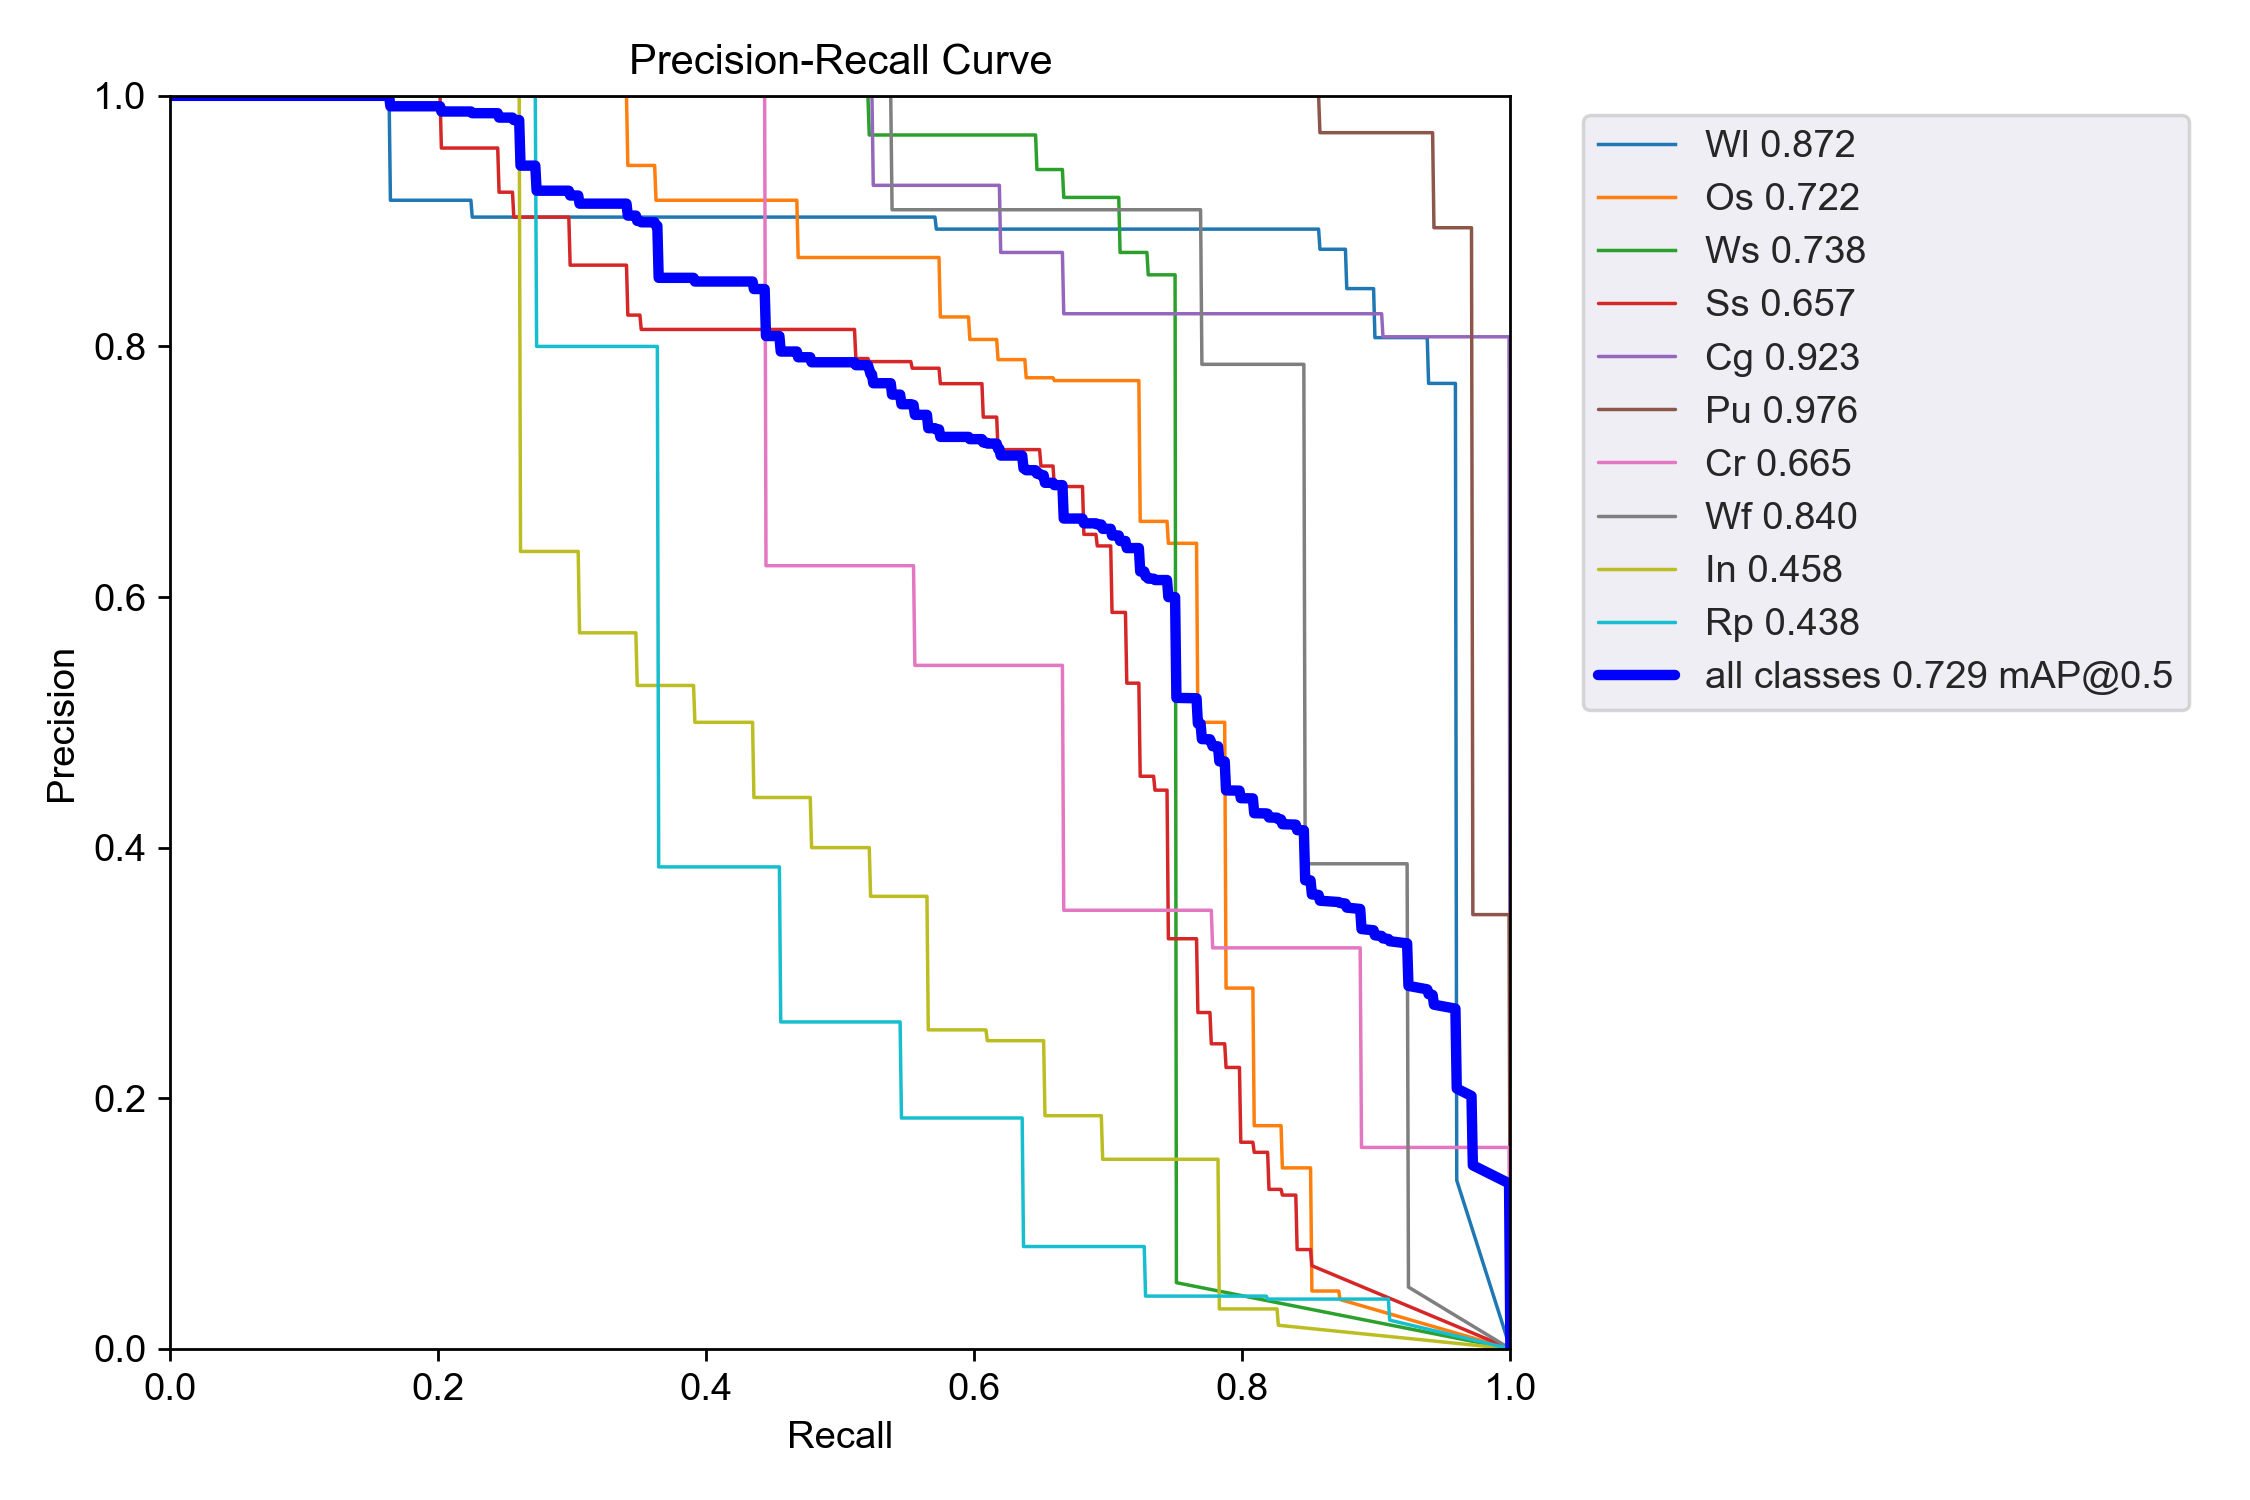 Precision-Recall Curve
1.0
0.8
0.6
0.4
0.2
0.0
Precision
0.0 0.2 0.4 0.6 0.8 1.0
Recall
Wl 0.872
Os 0.722
Ws 0.738
Ss 0.657
Cg 0.923
Pu 0.976
Cr 0.665
Wf 0.840
In 0.458
Rp 0.438
all classes 0.729 mAP@0.5